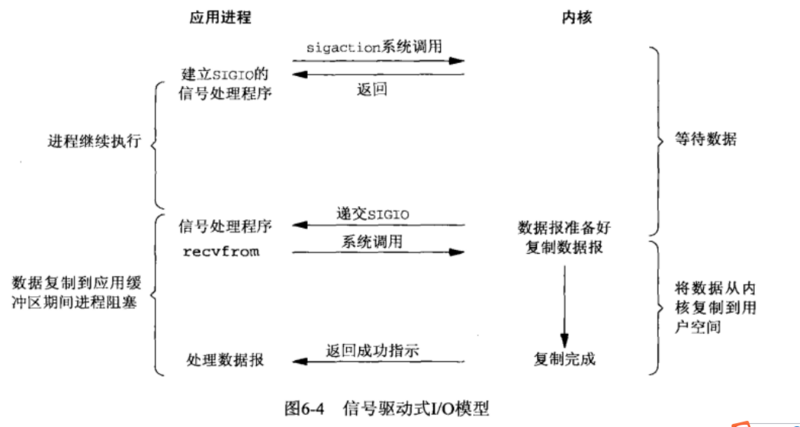 应用进程
内核
sigaction系统调用
建立SIGIO的
信号处理程序
返回
进程继续执行
等待数据
递交SIGIO
信号处理程序
数据报准备好
系统调用
recvfrom
复制数据报
数据复制到应用缓
冲区期间进程阻塞
将数据从内
核复制到用
户空间
返回成功指示
处理数据报
复制完成
图6-4 信号驱动式I/O模型